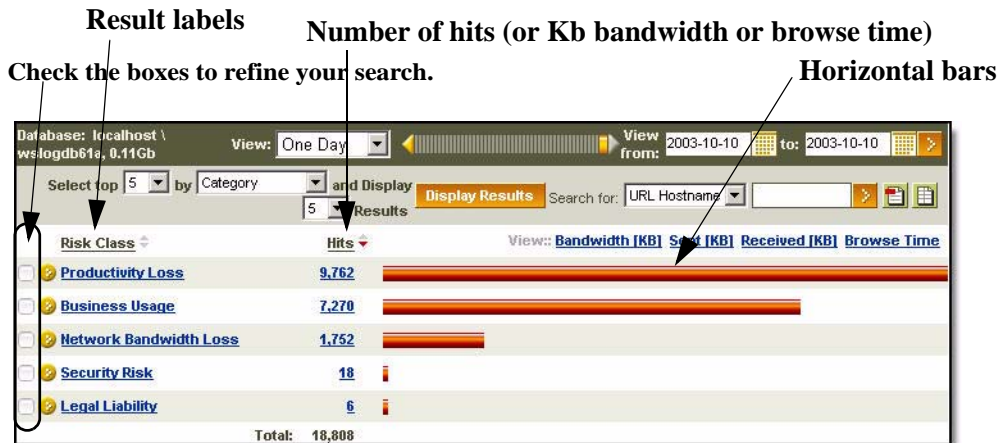 Result labels
Number of hits (or Kb bandwidth or browse time)
Check the boxes to refine your search.
Horizontal bars
Database: localhost \
wslogdb61a, 0.11Gb
View: One Day
View from: 2003-10-10 to: 2003-10-10
Select top 5 by Category and Display 5 Results
Display Results
Search for: URL Hostname
Risk Class Hits View:: Bandwidth [KB] Sent [KB] Received [KB] Browse Time
Productivity Loss 9,762
Business Usage 7,270
Network Bandwidth Loss 1,752
Security Risk 18
Legal Liability 6
Total: 18,808